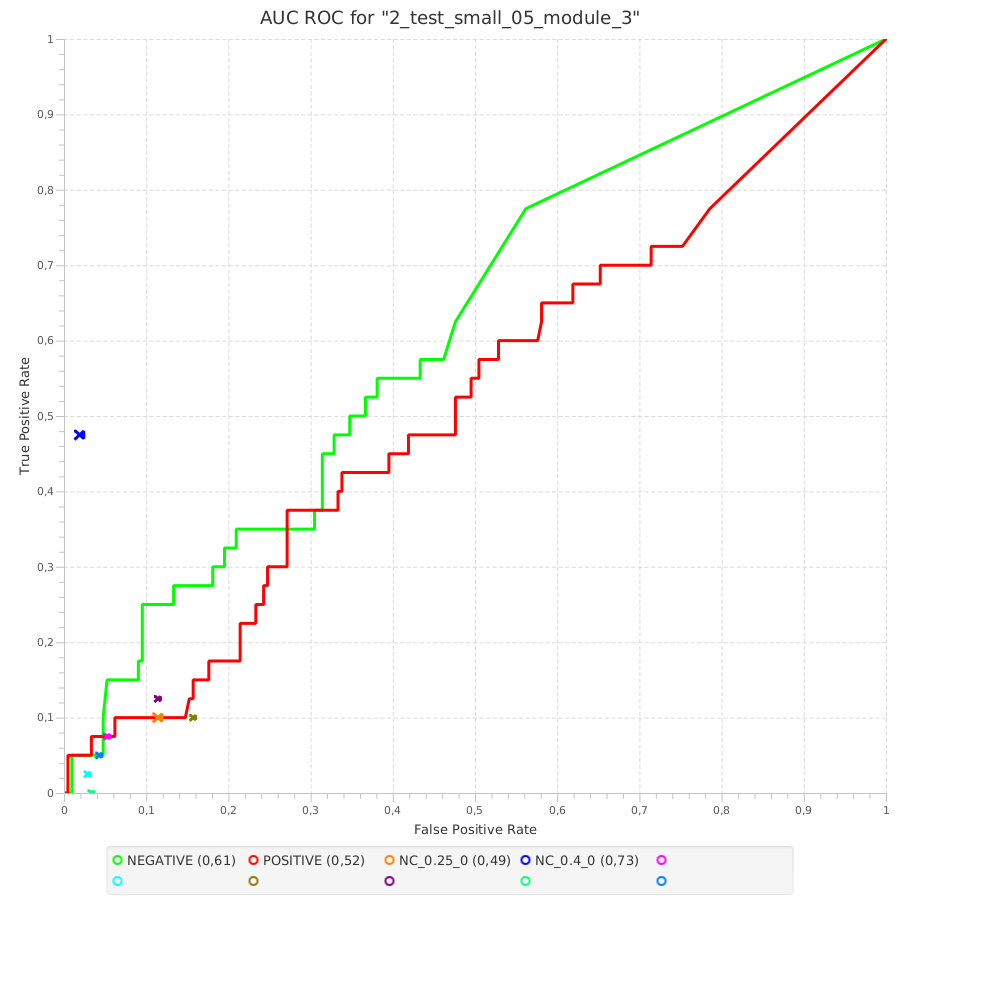 AUC ROC for "2_test_small_05_module_3"
1
0,9
0,8
0,7
0,6
0,5
0,4
0,3
0,2
0,1
0
True Positive Rate
0 0,1 0,2 0,3 0,4 0,5 0,6 0,7 0,8 0,9 1
False Positive Rate
NEGATIVE (0,61) POSITIVE (0,52) NC_0.25_0 (0,49) NC_0.4_0 (0,73)